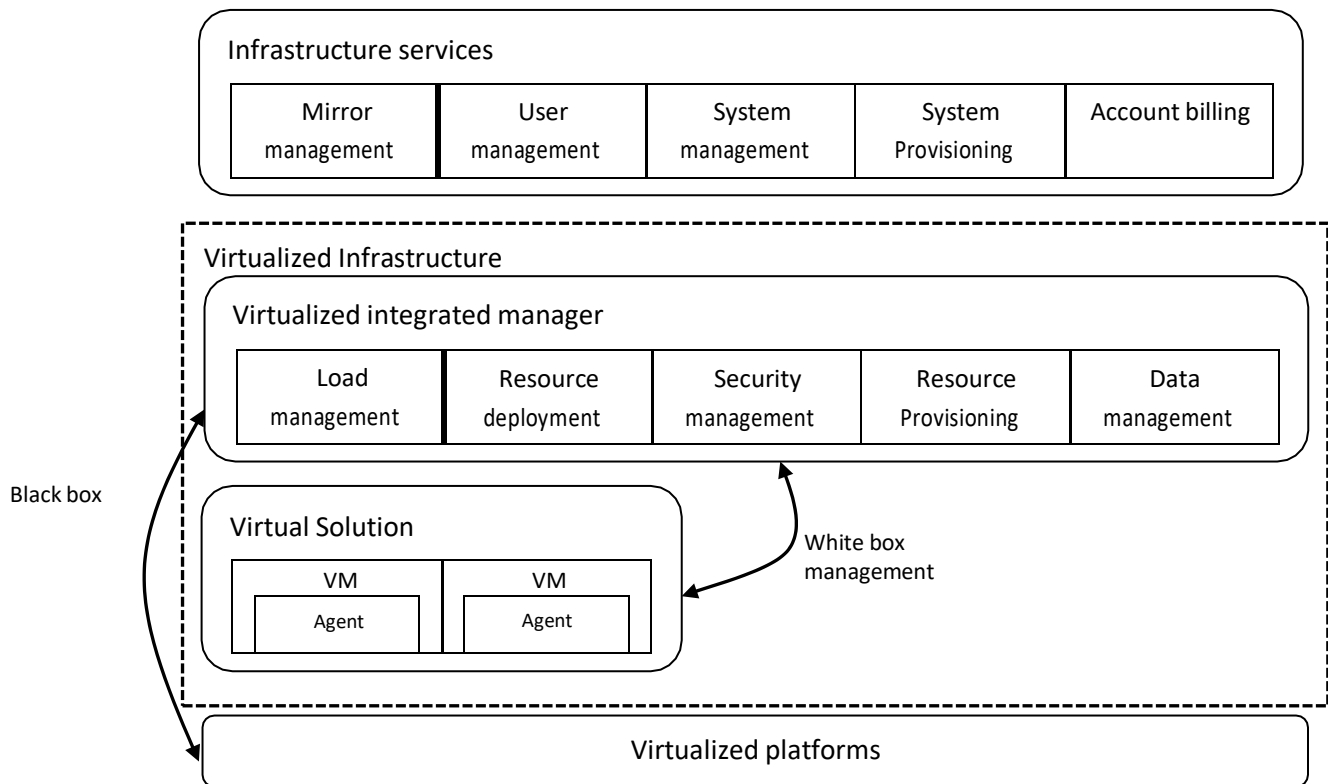 Infrastructure services
Mirror
management
User
management
System
management
System
Provisioning
Account billing
Virtualized Infrastructure
Virtualized integrated manager
Load
management
Resource
deployment
Security
management
Resource
Provisioning
Data
management
Black box
Virtual Solution
VM
Agent
VM
Agent
White box
management
Virtualized platforms